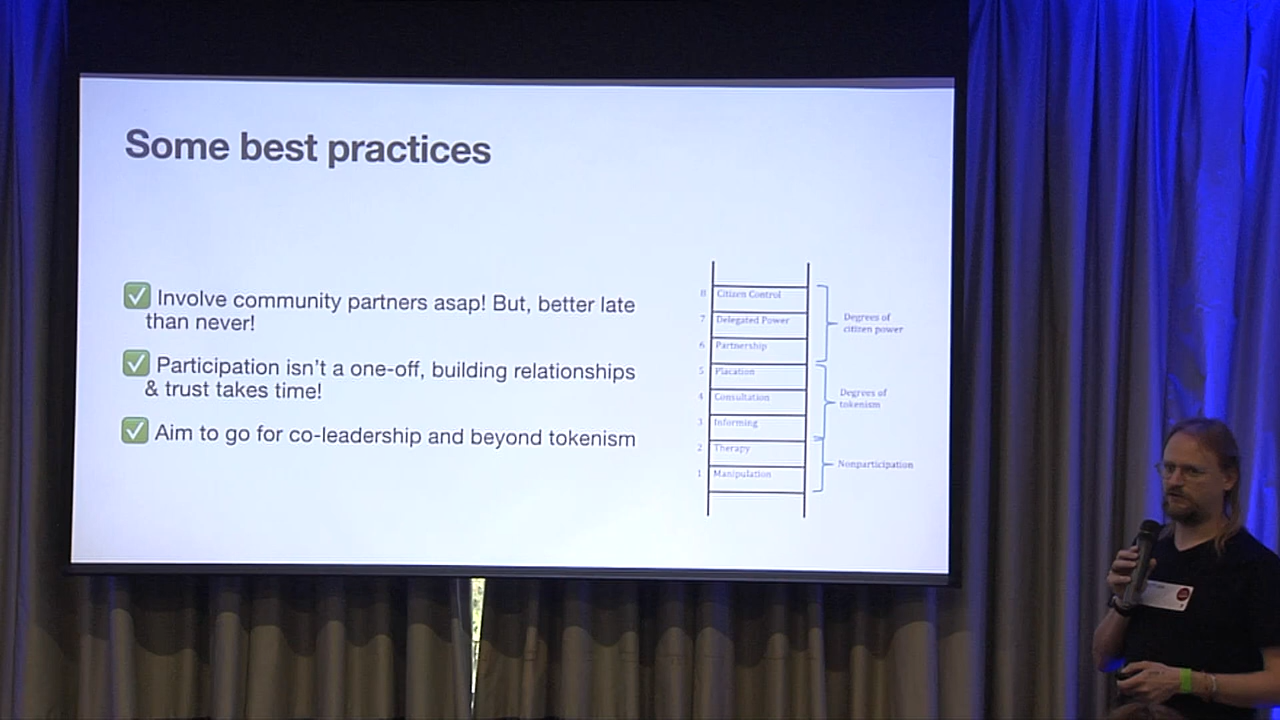 Some best practices
✅ Involve community partners asap! But, better late
than never!
✅ Participation isn't a one-off, building relationships
& trust takes time!
✅ Aim to go for co-leadership and beyond tokenism
8 Citizen Control
7 Delegated Power
6 Partnership
5 Placation
4 Consultation
3 Informing
2 Therapy
1 Manipulation
Degrees of
citizen power
Degrees of
tokenism
Nonparticipation